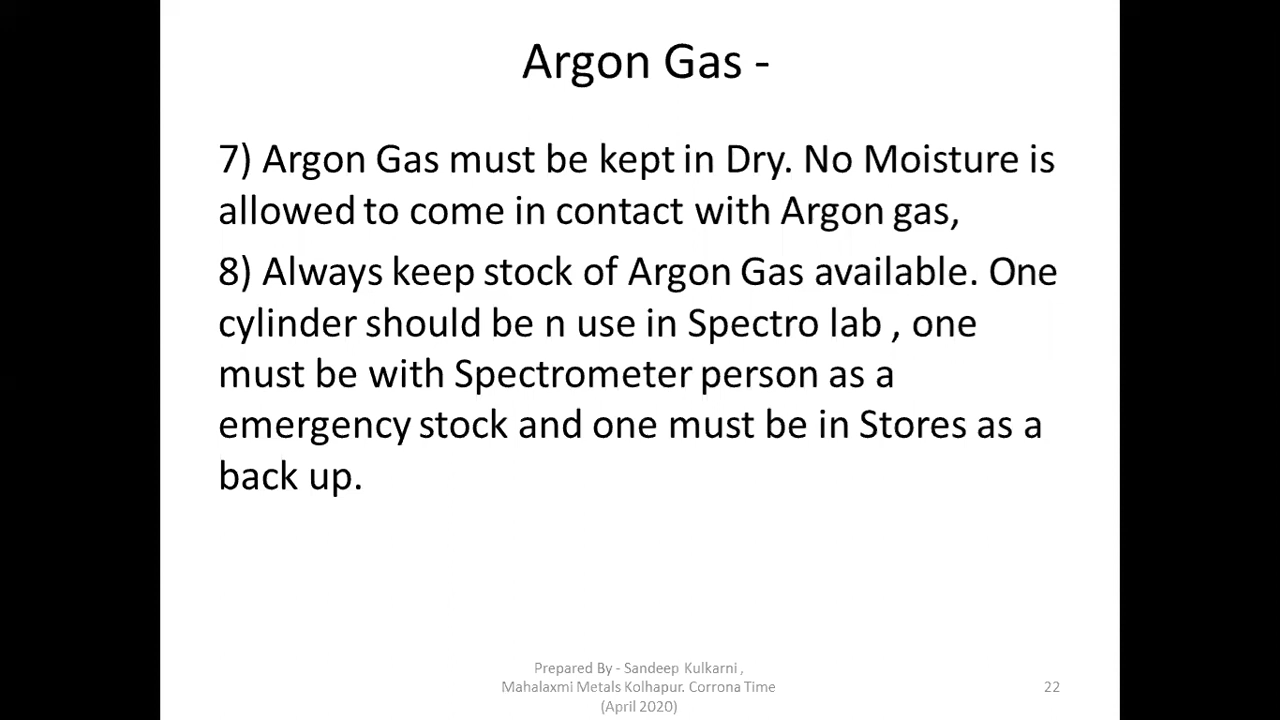 Argon Gas -
7) Argon Gas must be kept in Dry. No Moisture is
allowed to come in contact with Argon gas,
8) Always keep stock of Argon Gas available. One
cylinder should be n use in Spectro lab , one
must be with Spectrometer person as a
emergency stock and one must be in Stores as a
back up.
Prepared By - Sandeep Kulkarni ,
Mahalaxmi Metals Kolhapur. Corrona Time
(April 2020)
22